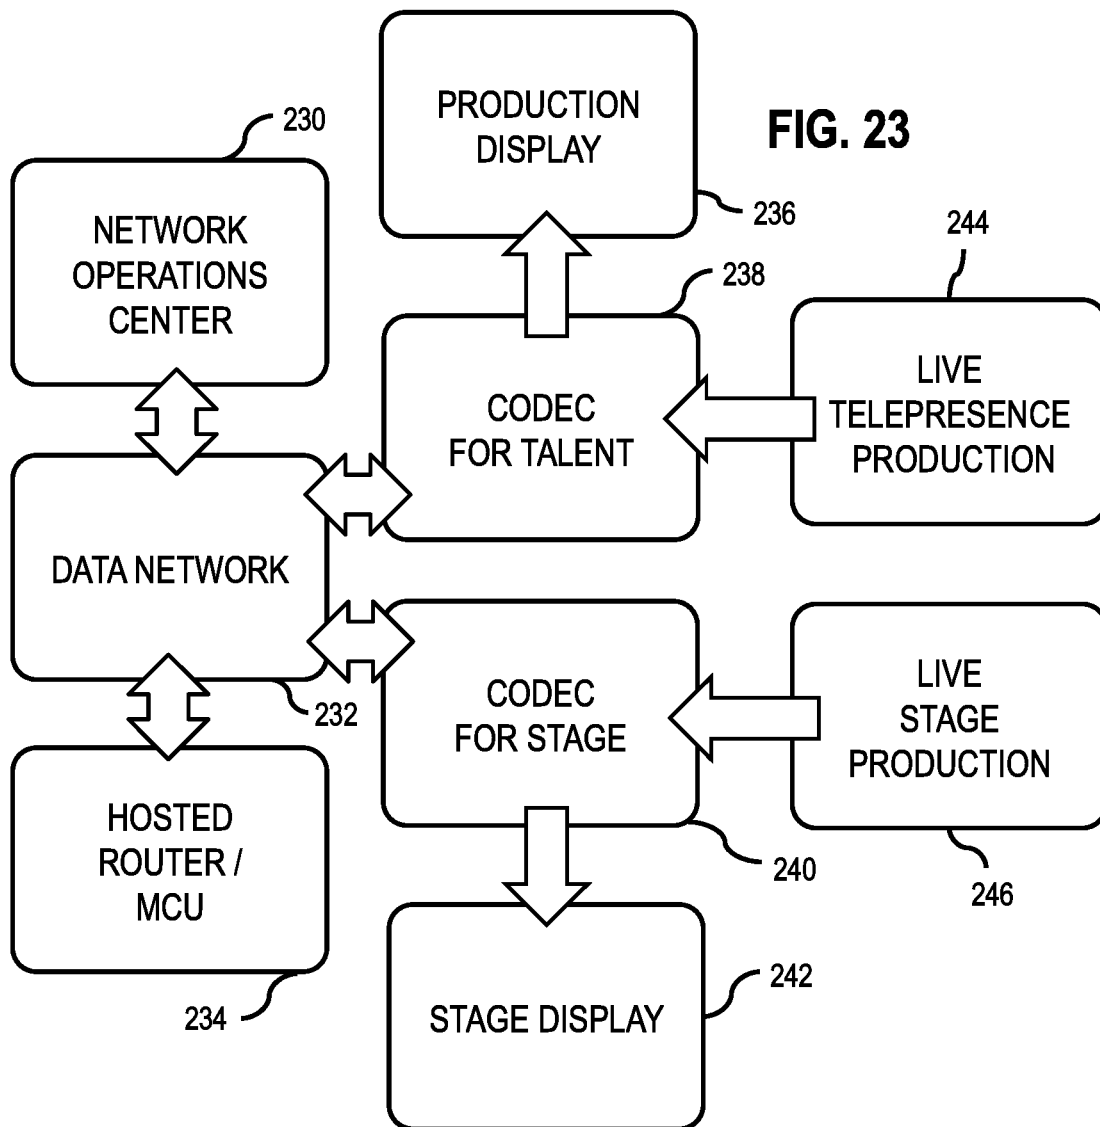 PRODUCTION
DISPLAY
FIG. 23
230
236
NETWORK
OPERATIONS
CENTER
244
238
CODEC
FOR TALENT
LIVE
TELEPRESENCE
PRODUCTION
DATA NETWORK
232
CODEC
FOR STAGE
LIVE
STAGE
PRODUCTION
HOSTED
ROUTER /
MCU
240
246
234
STAGE DISPLAY
242